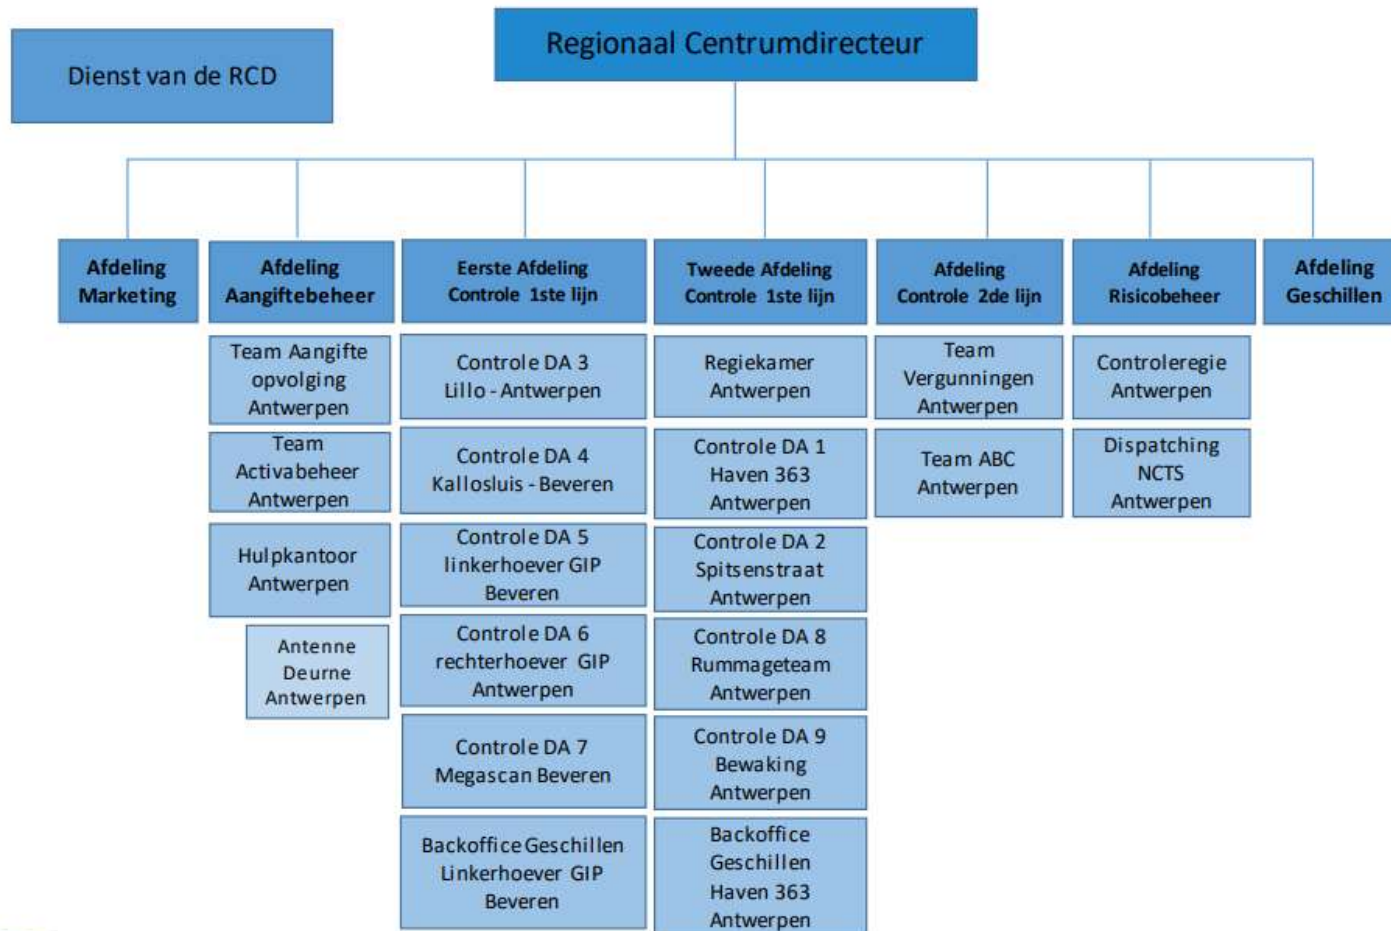 Regionaal Centrumdirecteur
Dienst van de RCD
Afdeling
Marketing
Afdeling
Aangiftebeheer
Team Aangifte
opvolging
Antwerpen
Team
Activabeheer
Antwerpen
Hulpkantoor
Antwerpen
Antenne
Deurne
Antwerpen
Eerste Afdeling
Controle 1ste lijn
Controle DA 3
Lillo - Antwerpen
Controle DA 4
Kallosluis - Beveren
Controle DA 5
linkerhoever GIP
Beveren
Controle DA 6
rechterhoever GIP
Antwerpen
Controle DA 7
Megascan Beveren
Backoffice Geschillen
Linkerhoever GIP
Beveren
Tweede Afdeling
Controle 1ste lijn
Regiekamer
Antwerpen
Controle DA 1
Haven 363
Antwerpen
Controle DA 2
Spitsenstraat
Antwerpen
Controle DA 8
Rummageteam
Antwerpen
Controle DA 9
Bewaking
Antwerpen
Backoffice
Geschillen
Haven 363
Antwerpen
Afdeling
Controle 2de lijn
Team
Vergunningen
Antwerpen
Team ABC
Antwerpen
Afdeling
Risicobeheer
Controleregie
Antwerpen
Dispatching
NCTS
Antwerpen
Afdeling
Geschillen